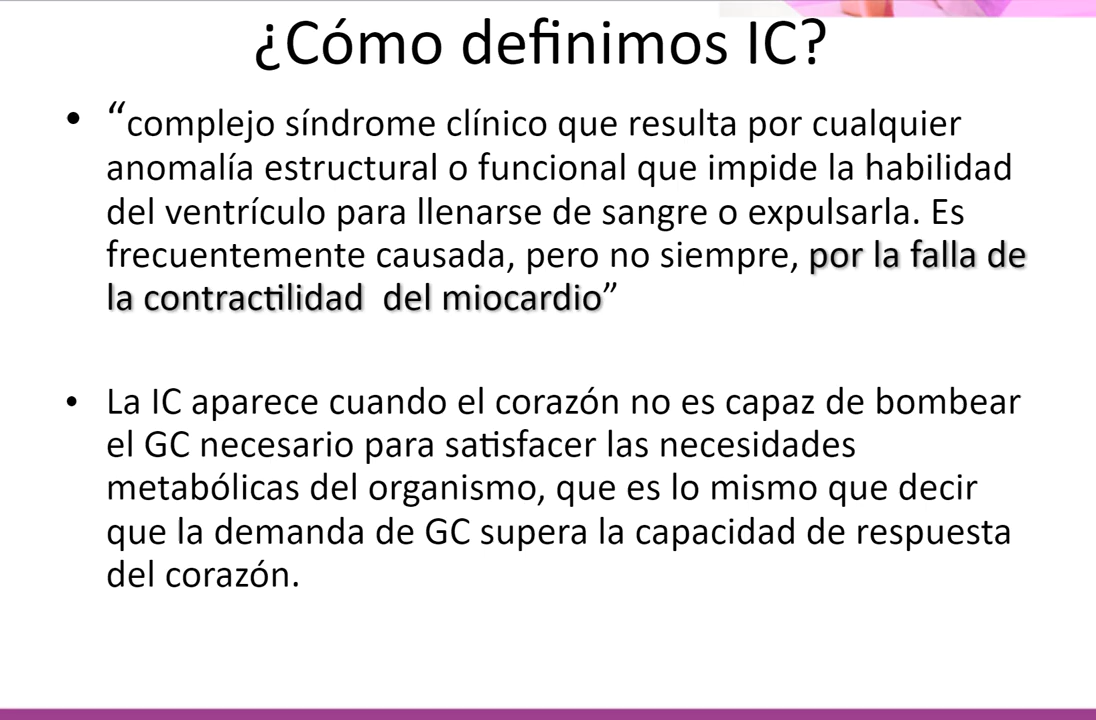 ¿Cómo definimos IC?
• “complejo síndrome clínico que resulta por cualquier
anomalía estructural o funcional que impide la habilidad
del ventrículo para llenarse de sangre o expulsarla. Es
frecuentemente causada, pero no siempre, por la falla de
la contractilidad  del miocardio”
• La IC aparece cuando el corazón no es capaz de bombear
el GC necesario para satisfacer las necesidades
metabólicas del organismo, que es lo mismo que decir
que la demanda de GC supera la capacidad de respuesta
del corazón.